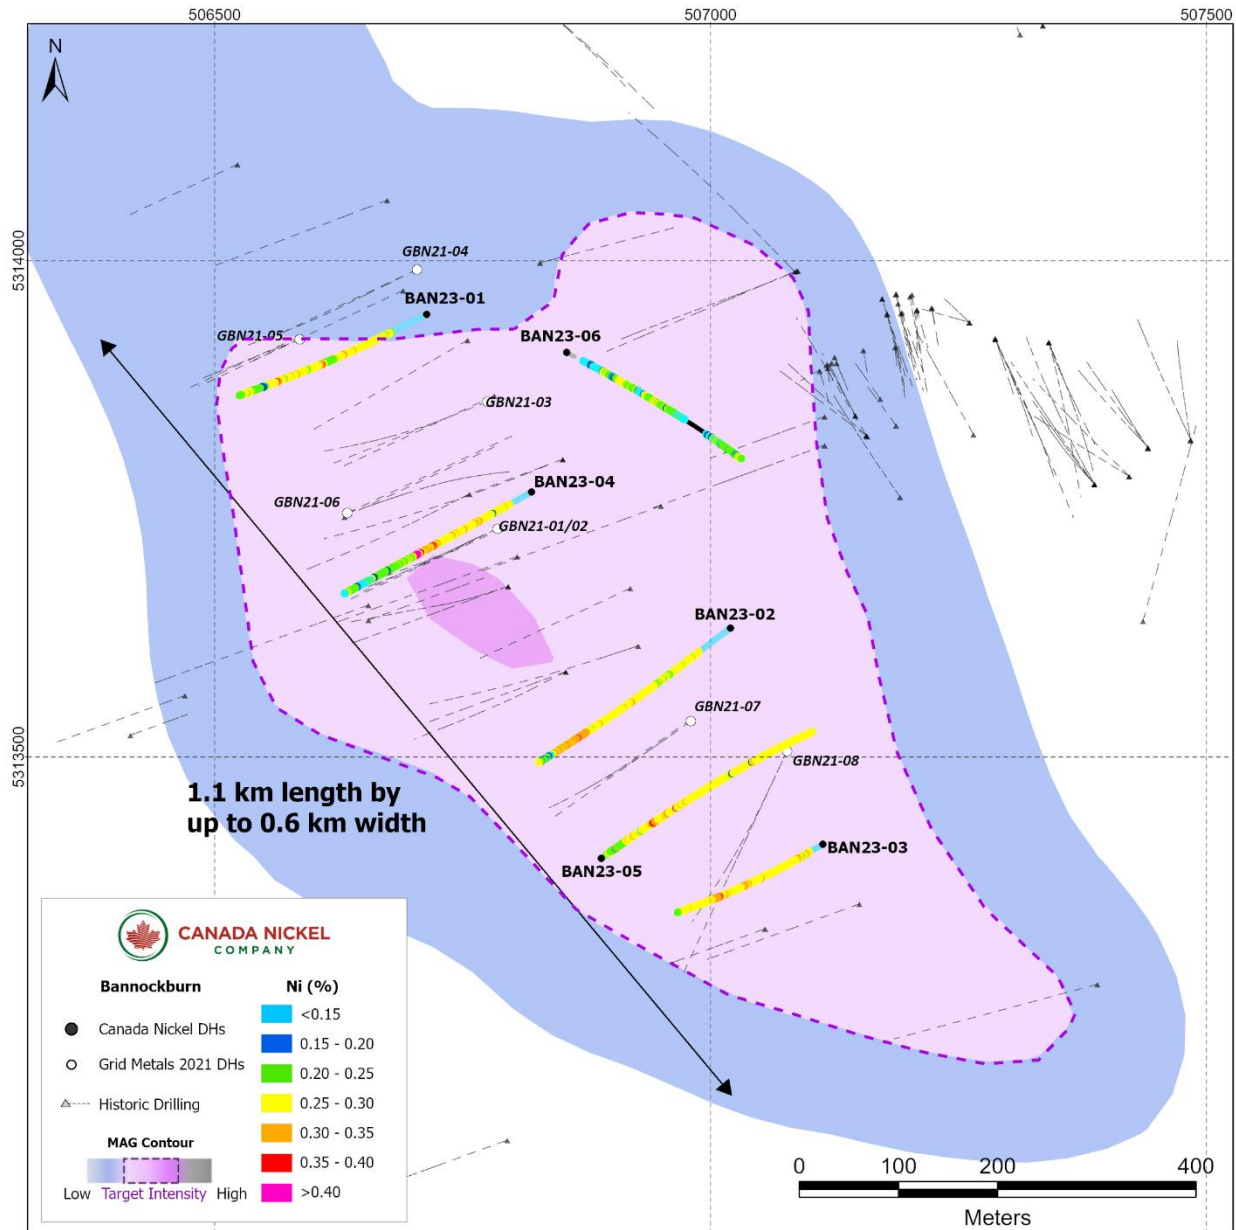 506500
507000
507500
N
5314000
5313500
GBN21-04
BAN23-01
GBN21-05
BAN23-06
GBN21-03
BAN23-04
GBN21-06
GBN21-01/02
BAN23-02
GBN21-07
GBN21-08
1.1 km length by
up to 0.6 km width
BAN23-03
BAN23-05
CANADA NICKEL
COMPANY
Bannockburn
Canada Nickel DHs
Grid Metals 2021 DHs
Historic Drilling
MAG Contour
Low Target Intensity High
Ni (%)
<0.15
0.15 - 0.20
0.20 - 0.25
0.25 - 0.30
0.30 - 0.35
0.35 - 0.40
>0.40
0 100 200 400
Meters